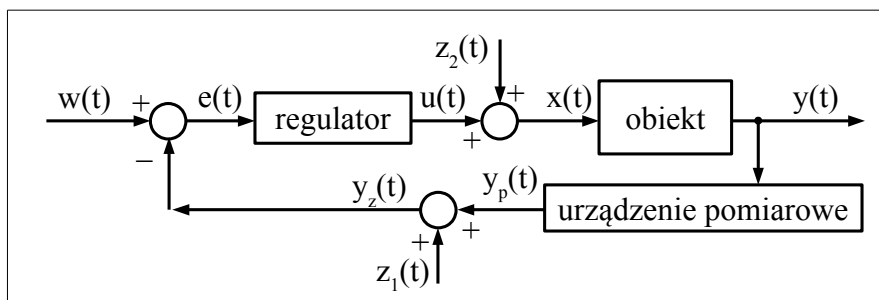 z₂(t)
w(t) + e(t) regulator u(t) + + x(t) obiekt y(t)
−
y_z(t) y_p(t) urządzenie pomiarowe
+ +
z₁(t)